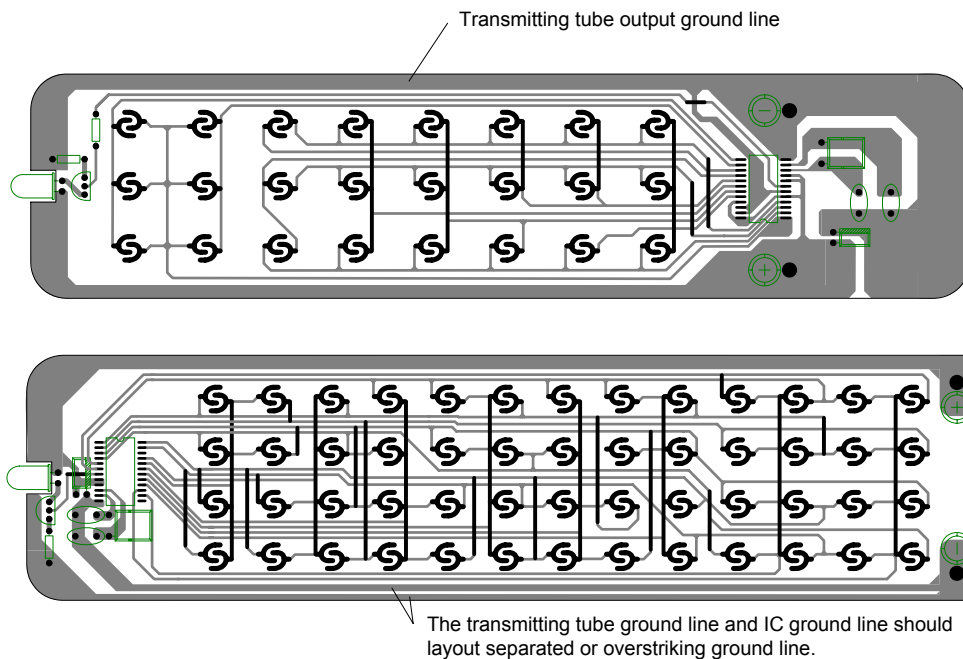 Transmitting tube output ground line
The transmitting tube ground line and IC ground line should
layout separated or overstriking ground line.